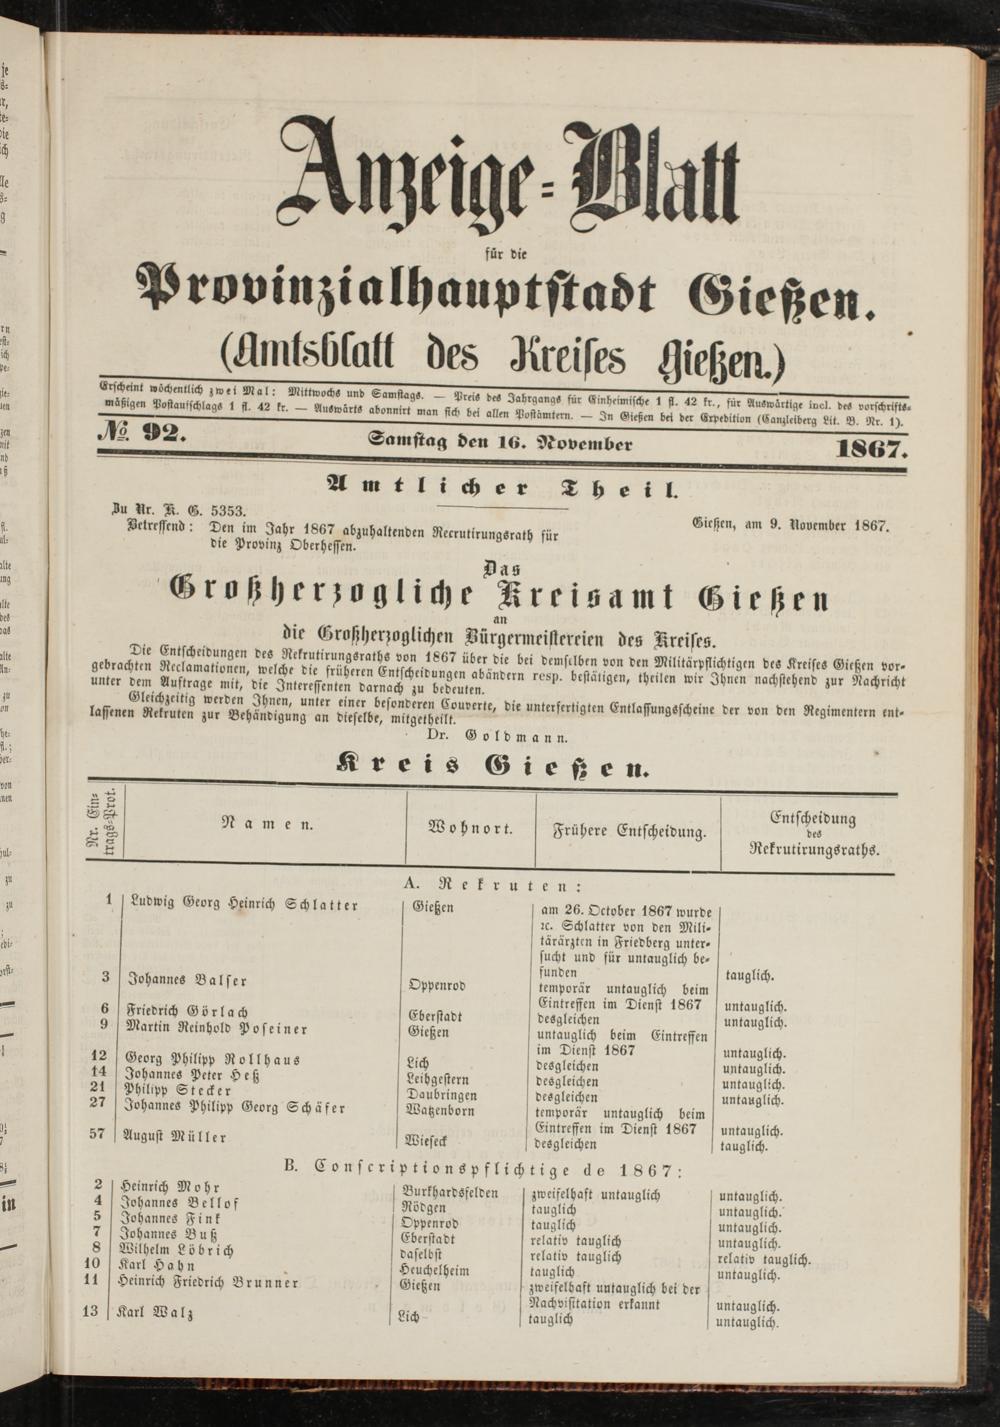 Anzeige-Blatt
für die
Provinzialhauptstadt Gießen.
(Amtsblatt des Kreises Gießen.)
Erscheint wöchentlich zwei Mal: Mittwochs und Samstags. — Preis des Jahrgangs für Einheimische 1 fl. 42 kr., für Auswärtige incl. des vorschrifts-
mäßigen Postaufschlags 1 fl. 42 kr. — Auswärts abonnirt man sich bei allen Postämtern. — In Gießen bei der Expedition (Canzleiberg Lit. B. Nr. 1).
№ 92. Samstag den 16. November 1867.
Amtlicher Theil.
Zu Nr. K. G. 5353.
Betreffend: Den im Jahr 1867 abzuhaltenden Recrutirungsrath für Gießen, am 9. November 1867.
die Provinz Oberhessen.
Das
Großherzogliche Kreisamt Gießen
an
die Großherzoglichen Bürgermeistereien des Kreises.
Die Entscheidungen des Rekrutirungsraths von 1867 über die bei demselben von den Militärpflichtigen des Kreises Gießen vor-
gebrachten Reclamationen, welche die früheren Entscheidungen abändern resp. bestätigen, theilen wir Ihnen nachstehend zur Nachricht
unter dem Auftrage mit, die Interessenten darnach zu bedeuten.
Gleichzeitig werden Ihnen, unter einer besonderen Couverte, die unterfertigten Entlassungsscheine der von den Regimentern ent-
lassenen Rekruten zur Behändigung an dieselbe, mitgetheilt.
Dr. Goldmann.
Kreis Gießen.
Nr. Ein-
trags-Prot.
Namen.
Wohnort.
Frühere Entscheidung.
Entscheidung
des
Rekrutirungsraths.
A. Rekruten:
1 Ludwig Georg Heinrich Schlatter Gießen am 26. October 1867 wurde
ıc. Schlatter von den Mili-
tärärzten in Friedberg unter-
sucht und für untauglich be-
funden tauglich.
3 Johannes Balser Oppenrod temporär untauglich beim
Eintreffen im Dienst 1867 untauglich.
6 Friedrich Görlach Eberstadt desgleichen untauglich.
9 Martin Reinhold Poseiner Gießen untauglich beim Eintreffen
im Dienst 1867 untauglich.
12 Georg Philipp Rollhaus Lich desgleichen untauglich.
14 Johannes Peter Heß Leihgestern desgleichen untauglich.
21 Philipp Stecker Daubringen desgleichen untauglich.
27 Johannes Philipp Georg Schäfer Watzenborn temporär untauglich beim
Eintreffen im Dienst 1867 untauglich.
57 August Müller Wieseck desgleichen tauglich.
B. Conscriptionspflichtige de 1867:
2 Heinrich Mohr Burkhardsfelden zweifelhaft untauglich untauglich.
4 Johannes Bellof Rödgen tauglich untauglich.
5 Johannes Fink Oppenrod tauglich untauglich.
7 Johannes Buß Eberstadt relativ tauglich untauglich.
8 Wilhelm Löbrich daselbst relativ tauglich relativ tauglich.
10 Karl Hahn Heuchelheim tauglich untauglich.
11 Heinrich Friedrich Brunner Gießen zweifelhaft untauglich bei der
Nachvisitation erkannt untauglich.
13 Karl Walz Lich tauglich untauglich.